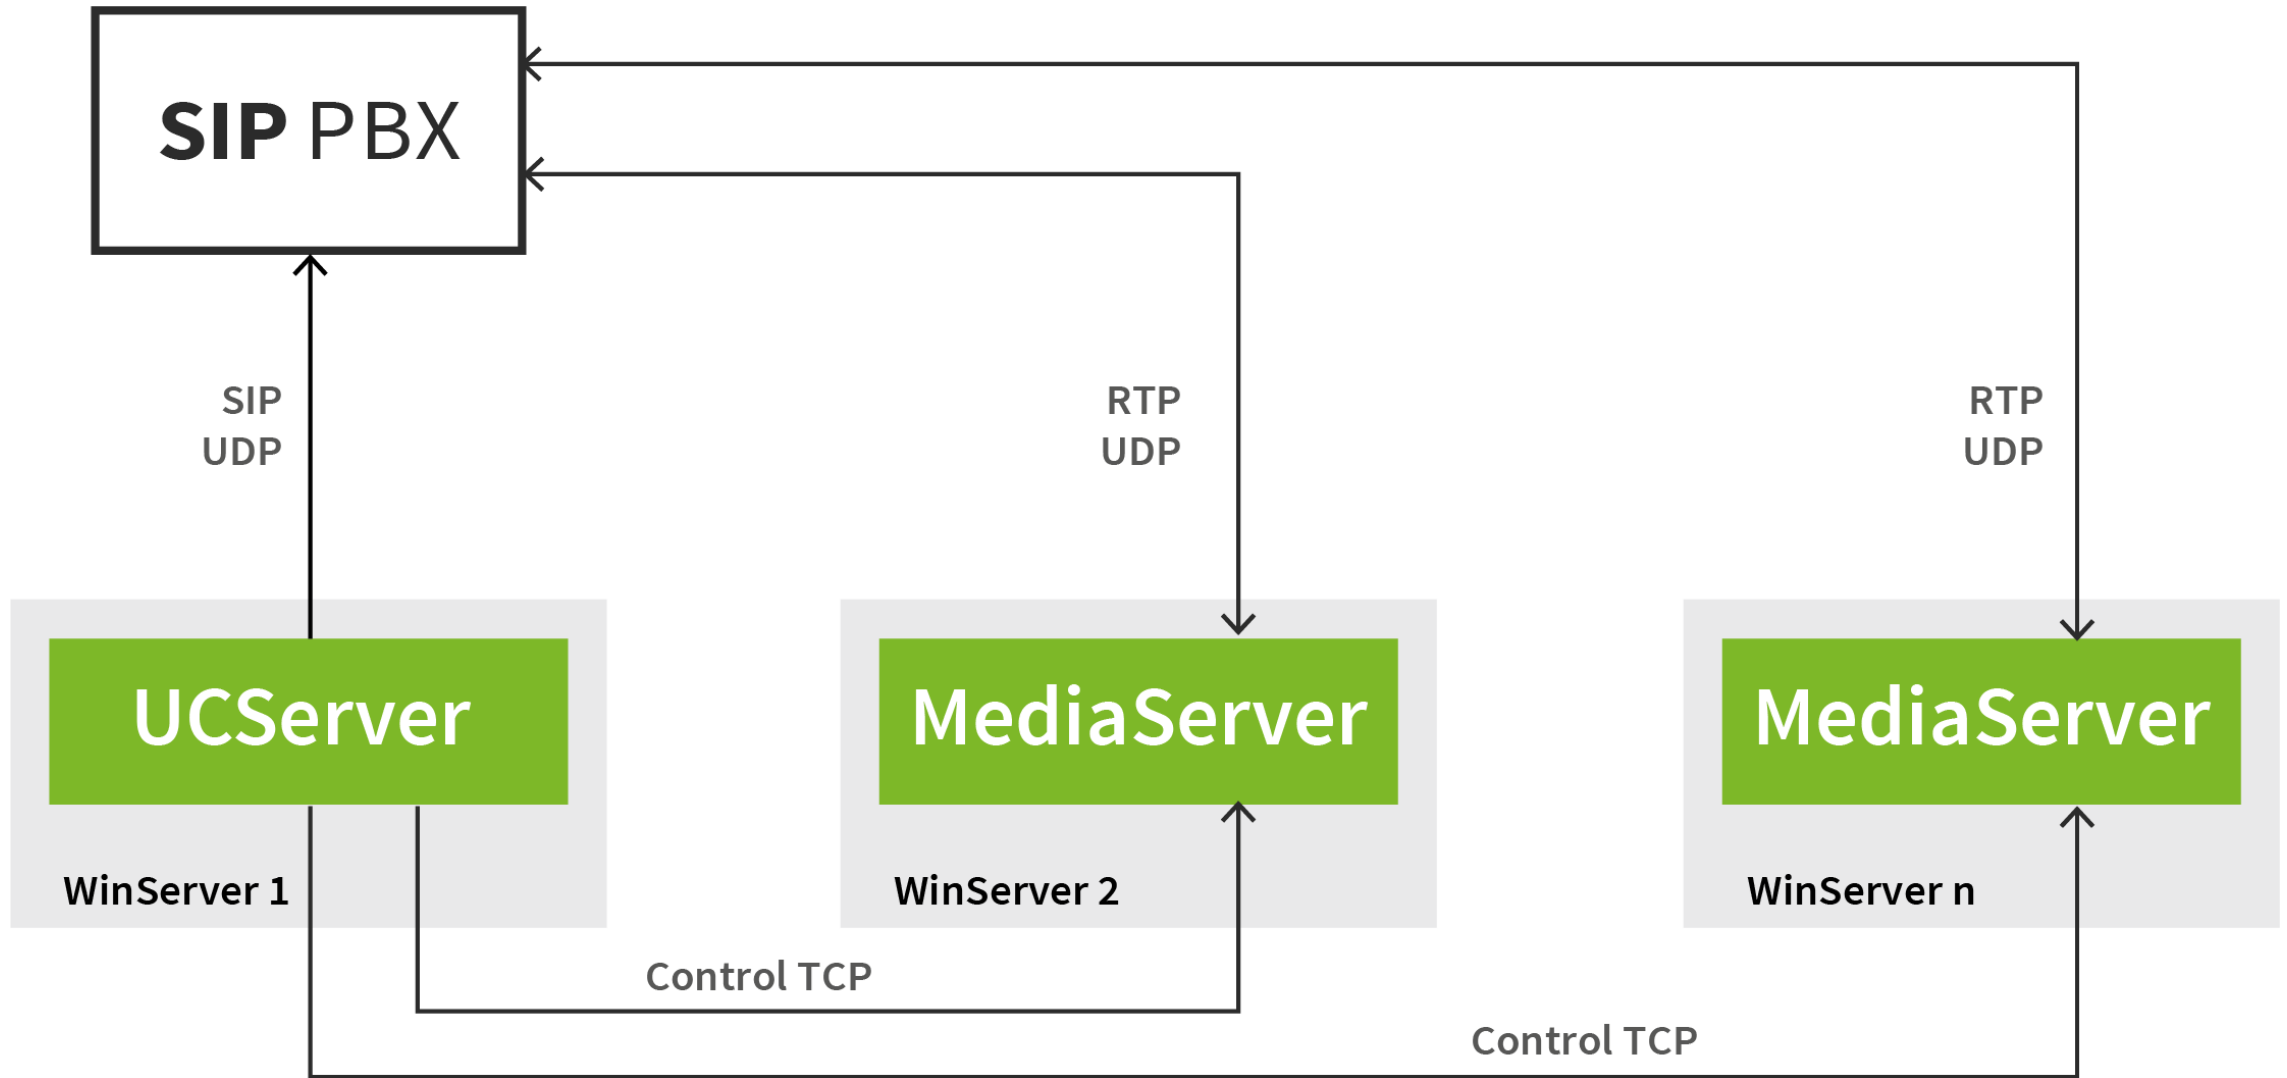 SIP PBX
SIP
UDP
RTP
UDP
RTP
UDP
UCServer
MediaServer
MediaServer
WinServer 1
WinServer 2
WinServer n
Control TCP
Control TCP